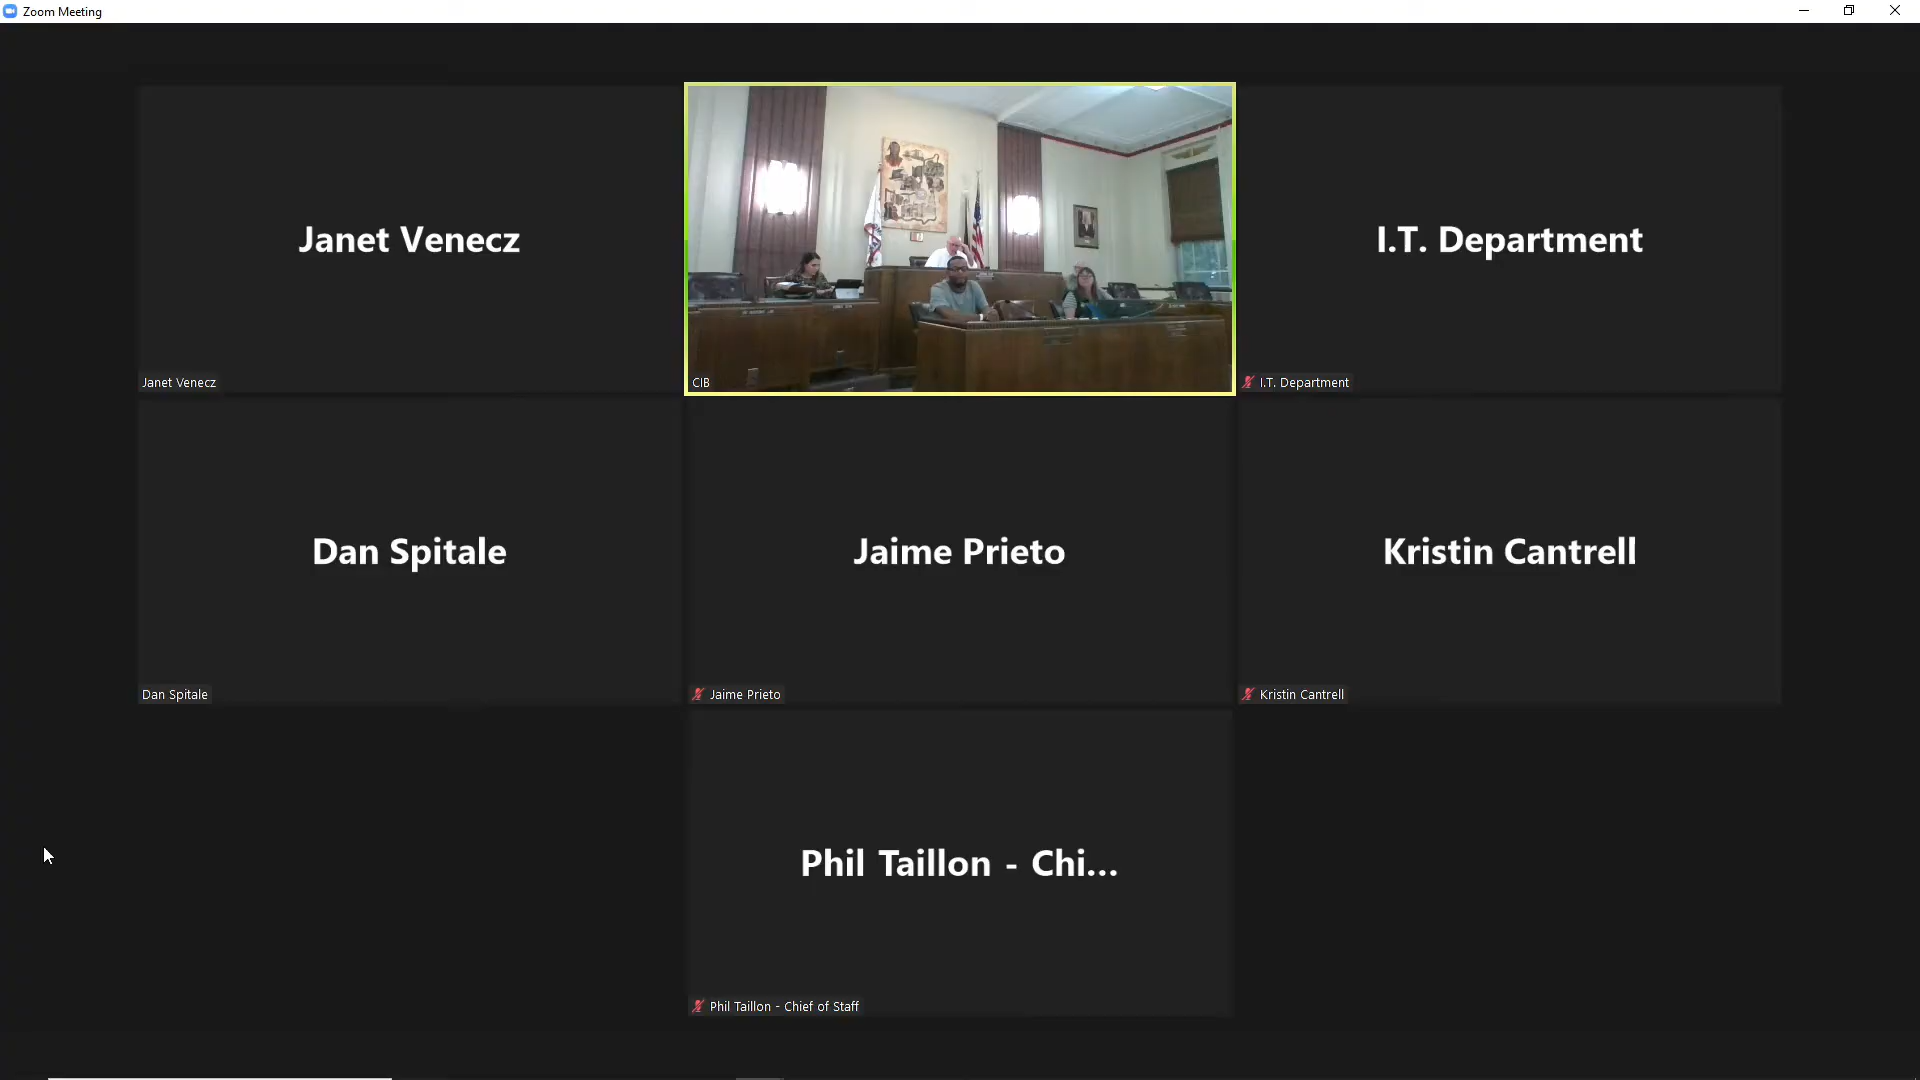 Zoom Meeting
Janet Venecz
Janet Venecz
CIB
I.T. Department
I.T. Department
Dan Spitale
Dan Spitale
Jaime Prieto
Jaime Prieto
Kristin Cantrell
Kristin Cantrell
Phil Taillon - Chi...
Phil Taillon - Chief of Staff